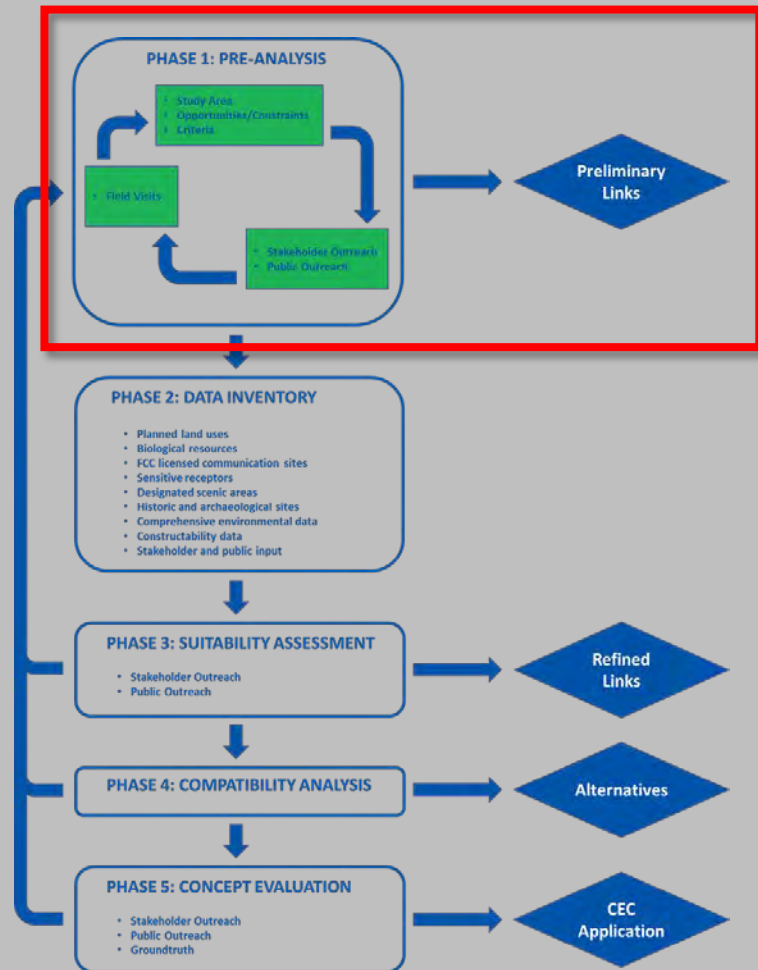 PHASE 1: PRE-ANALYSIS
• Study Area
• Opportunities/Constraints
• Criteria
• Field Visits
• Stakeholder Outreach
• Public Outreach
Preliminary
Links
PHASE 2: DATA INVENTORY
• Planned land uses
• Biological resources
• FCC licensed communication sites
• Sensitive receptors
• Designated scenic areas
• Historic and archaeological sites
• Comprehensive environmental data
• Constructability data
• Stakeholder and public input
PHASE 3: SUITABILITY ASSESSMENT
• Stakeholder Outreach
• Public Outreach
Refined
Links
PHASE 4: COMPATIBILITY ANALYSIS
Alternatives
PHASE 5: CONCEPT EVALUATION
• Stakeholder Outreach
• Public Outreach
• Groundtruth
CEC
Application